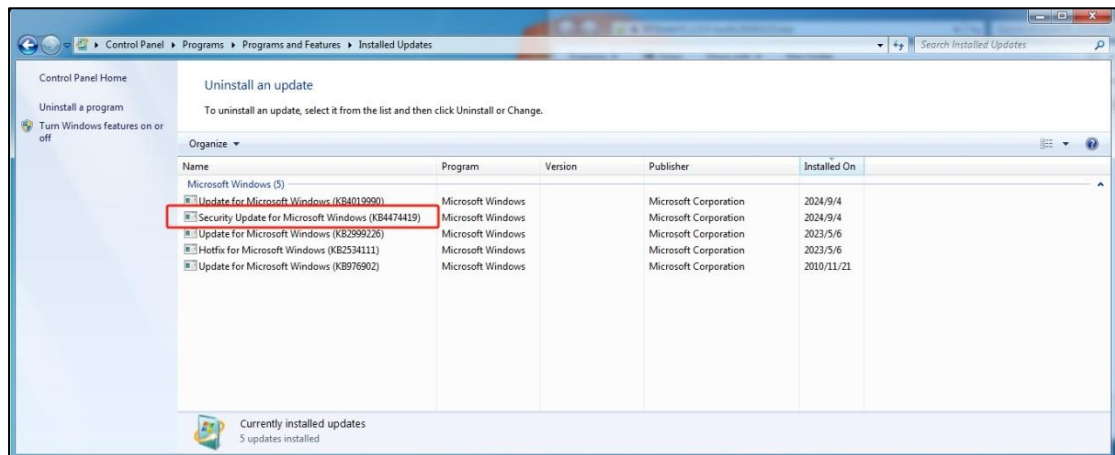 Control Panel ▸ Programs ▸ Programs and Features ▸ Installed Updates
Search Installed Updates
Control Panel Home
Uninstall a program
Turn Windows features on or
off
Uninstall an update
To uninstall an update, select it from the list and then click Uninstall or Change.
Organize
Name Program Version Publisher Installed On
Microsoft Windows (5)
Update for Microsoft Windows (KB4019990) Microsoft Windows Microsoft Corporation 2024/9/4
Security Update for Microsoft Windows (KB4474419) Microsoft Windows Microsoft Corporation 2024/9/4
Update for Microsoft Windows (KB2999226) Microsoft Windows Microsoft Corporation 2023/5/6
Hotfix for Microsoft Windows (KB2534111) Microsoft Windows Microsoft Corporation 2023/5/6
Update for Microsoft Windows (KB976902) Microsoft Windows Microsoft Corporation 2010/11/21
Currently installed updates
5 updates installed